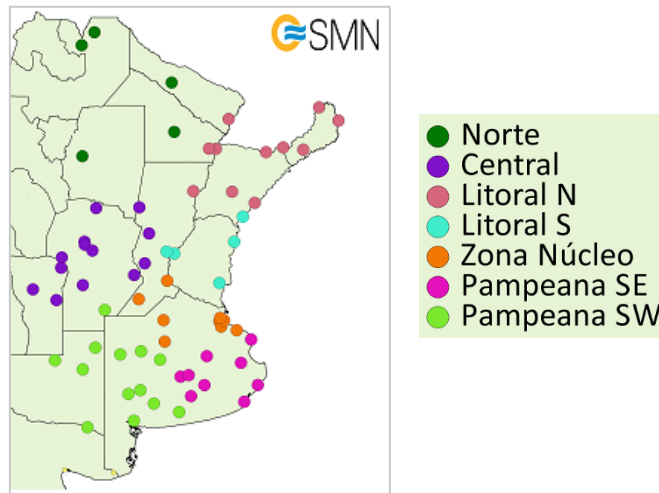 SMN
Norte
Central
Litoral N
Litoral S
Zona Núcleo
Pampeana SE
Pampeana SW